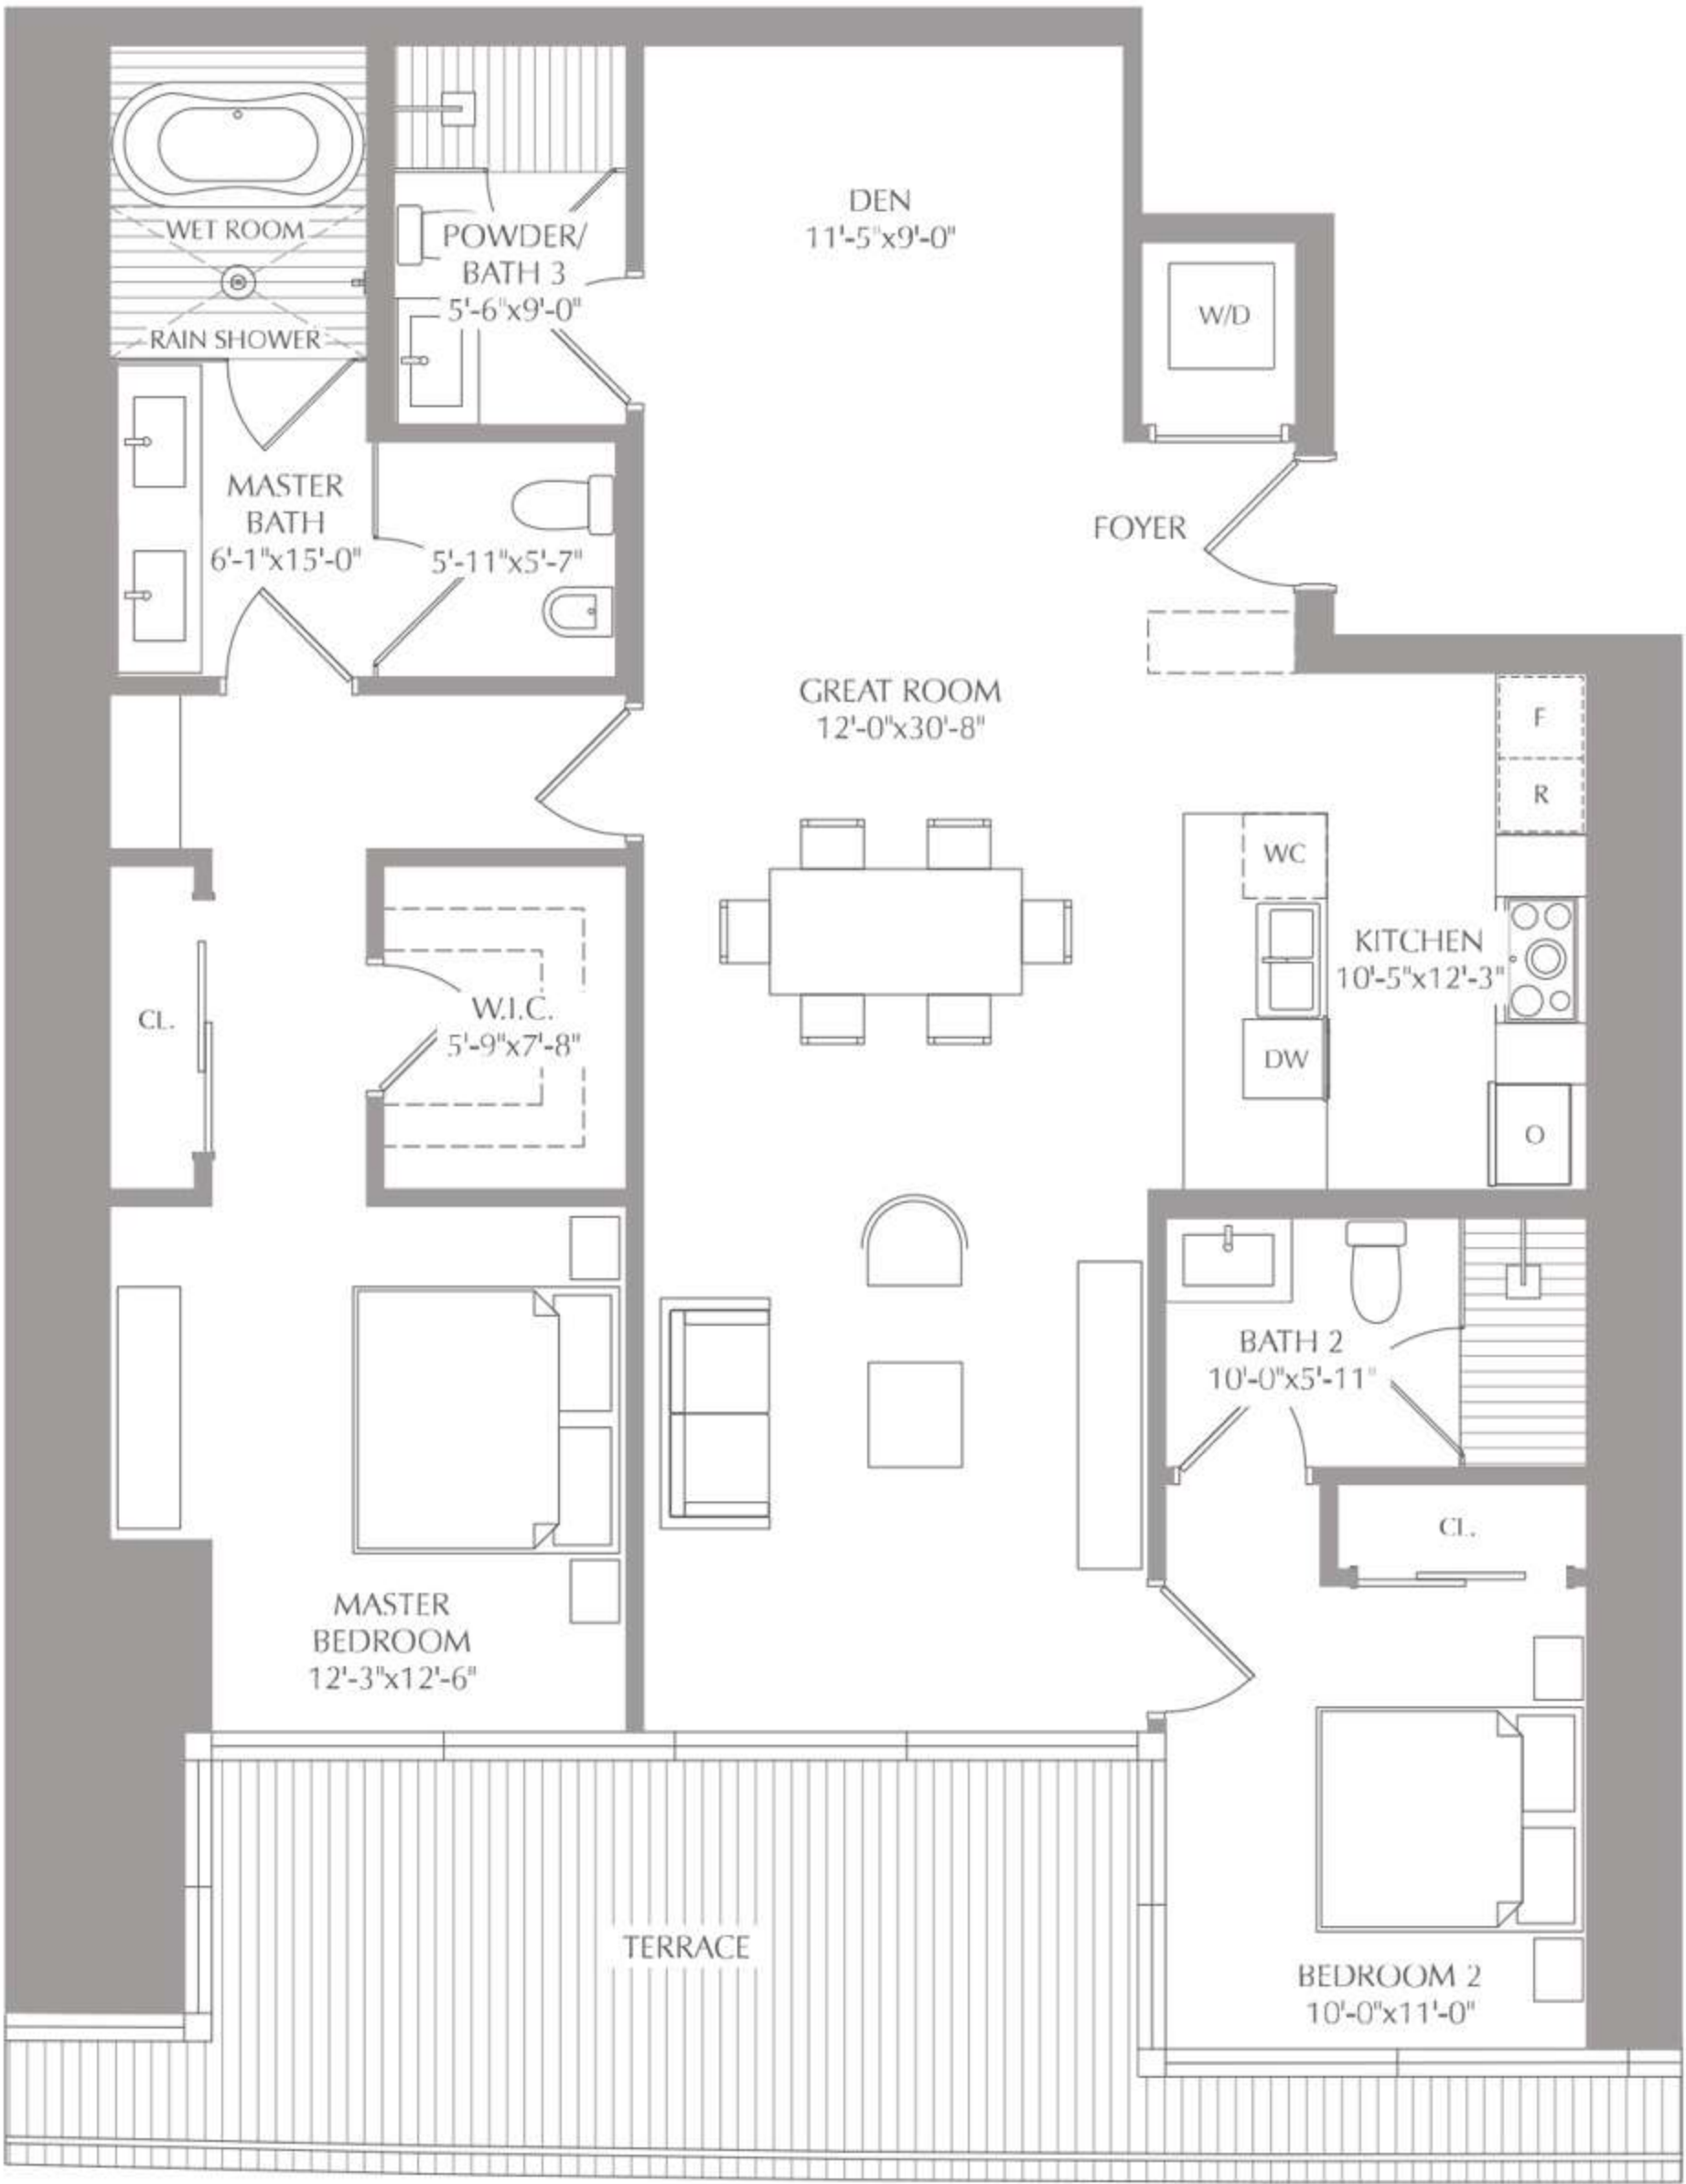 DEN
11'-5"x9'-0"
WET ROOM
POWDER/
BATH 3
5'-6"x9'-0"
RAIN SHOWER
W/D
MASTER
BATH
6'-1"x15'-0"
5'-11"x5'-7"
FOYER
GREAT ROOM
12'-0"x30'-8"
F
R
WC
KITCHEN
10'-5"x12'-3"
CL.
W.I.C.
5'-9"x7'-8"
DW
O
BATH 2
10'-0"x5'-11"
CL.
MASTER
BEDROOM
12'-3"x12'-6"
TERRACE
BEDROOM 2
10'-0"x11'-0"